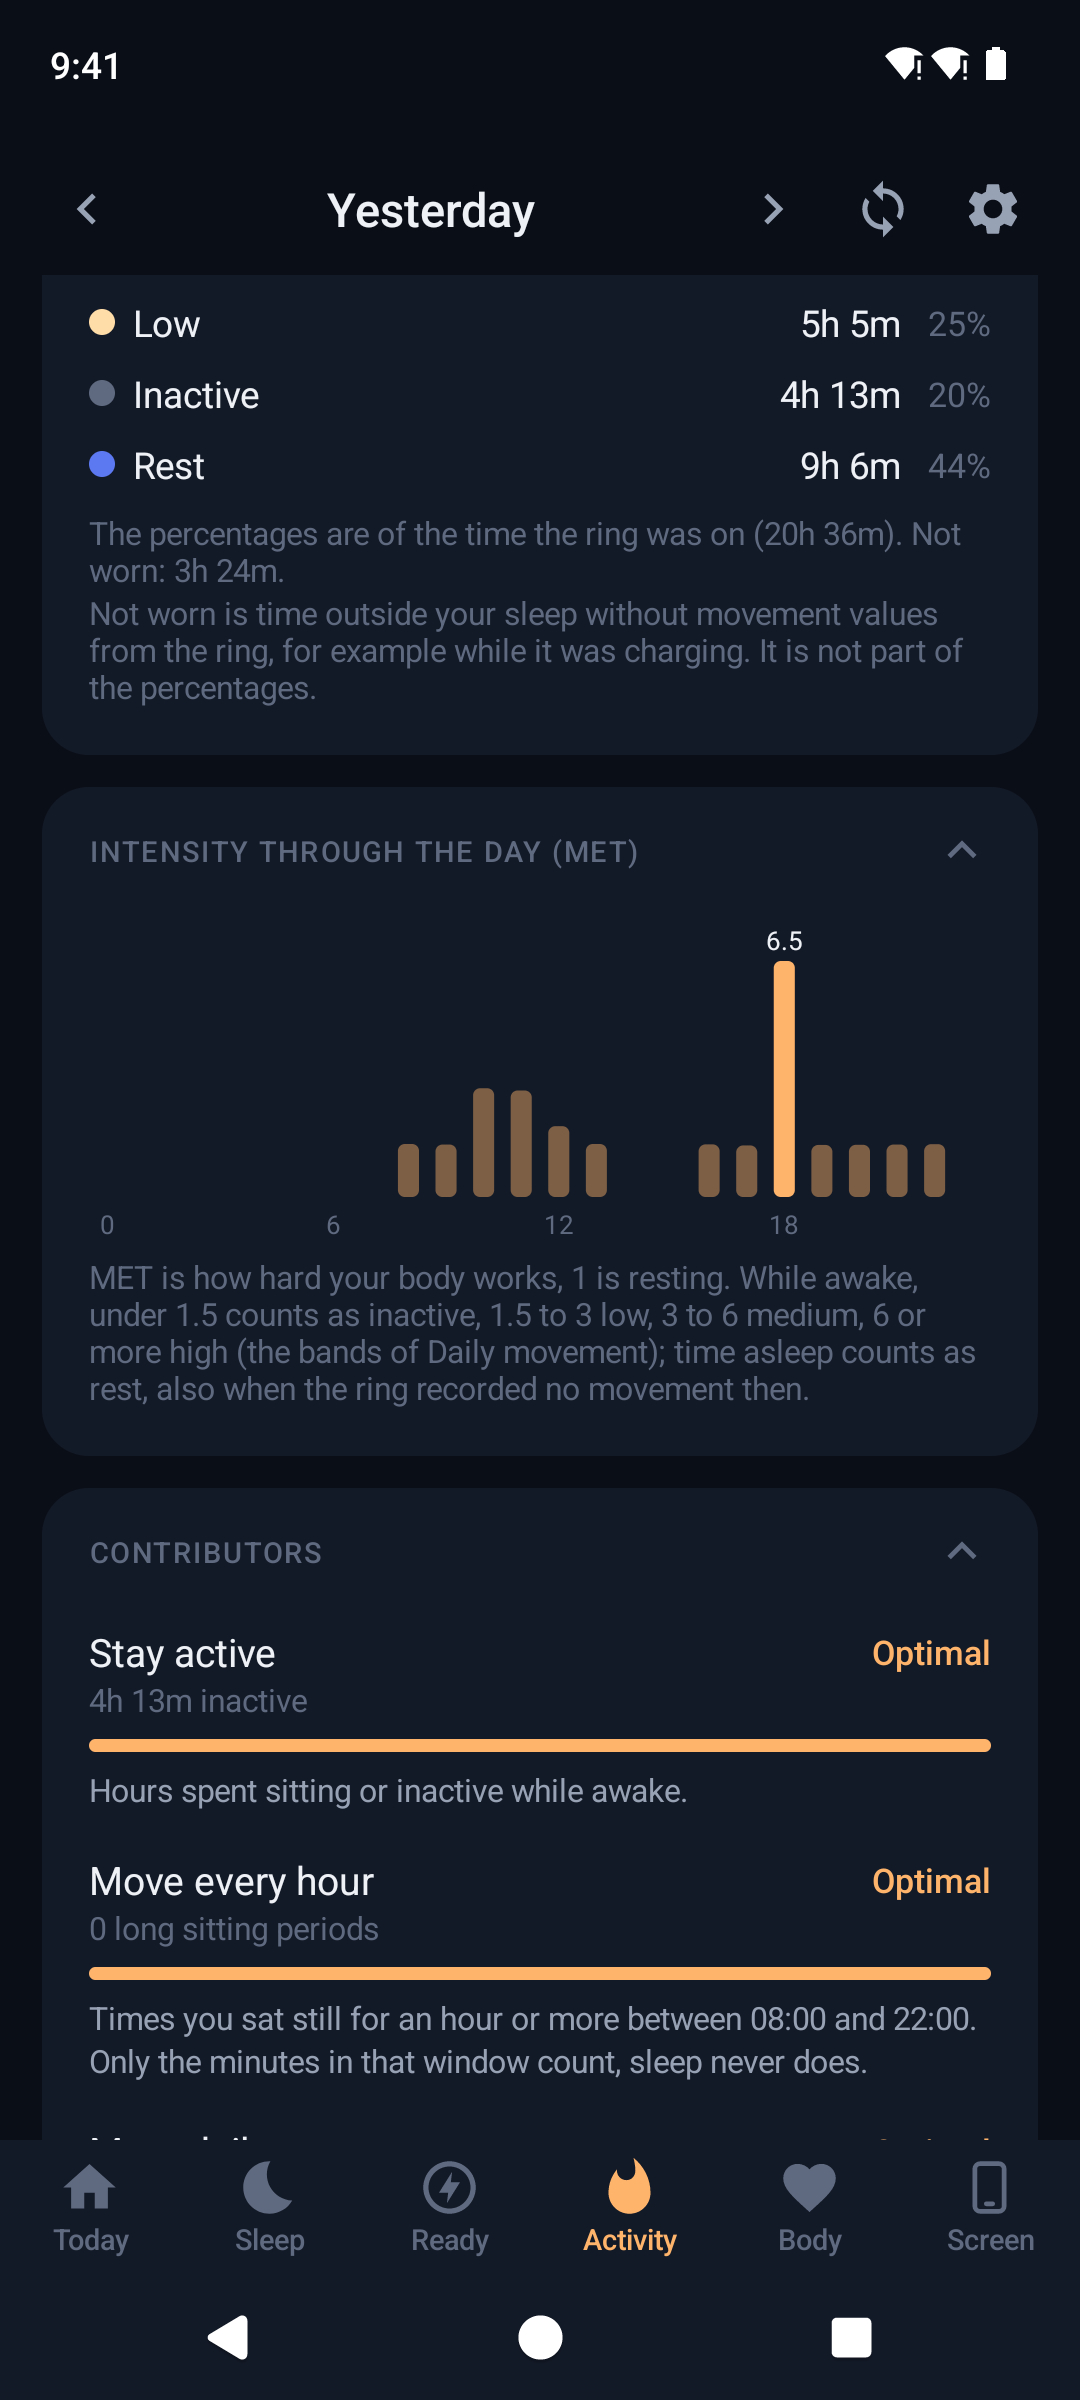 9:41
Yesterday
Low 5h 5m 25%
Inactive 4h 13m 20%
Rest 9h 6m 44%
The percentages are of the time the ring was on (20h 36m). Not
worn: 3h 24m.
Not worn is time outside your sleep without movement values
from the ring, for example while it was charging. It is not part of
the percentages.
INTENSITY THROUGH THE DAY (MET)
6.5
0 6 12 18
MET is how hard your body works, 1 is resting. While awake,
under 1.5 counts as inactive, 1.5 to 3 low, 3 to 6 medium, 6 or
more high (the bands of Daily movement); time asleep counts as
rest, also when the ring recorded no movement then.
CONTRIBUTORS
Stay active Optimal
4h 13m inactive
Hours spent sitting or inactive while awake.
Move every hour Optimal
0 long sitting periods
Times you sat still for an hour or more between 08:00 and 22:00.
Only the minutes in that window count, sleep never does.
Today Sleep Ready Activity Body Screen